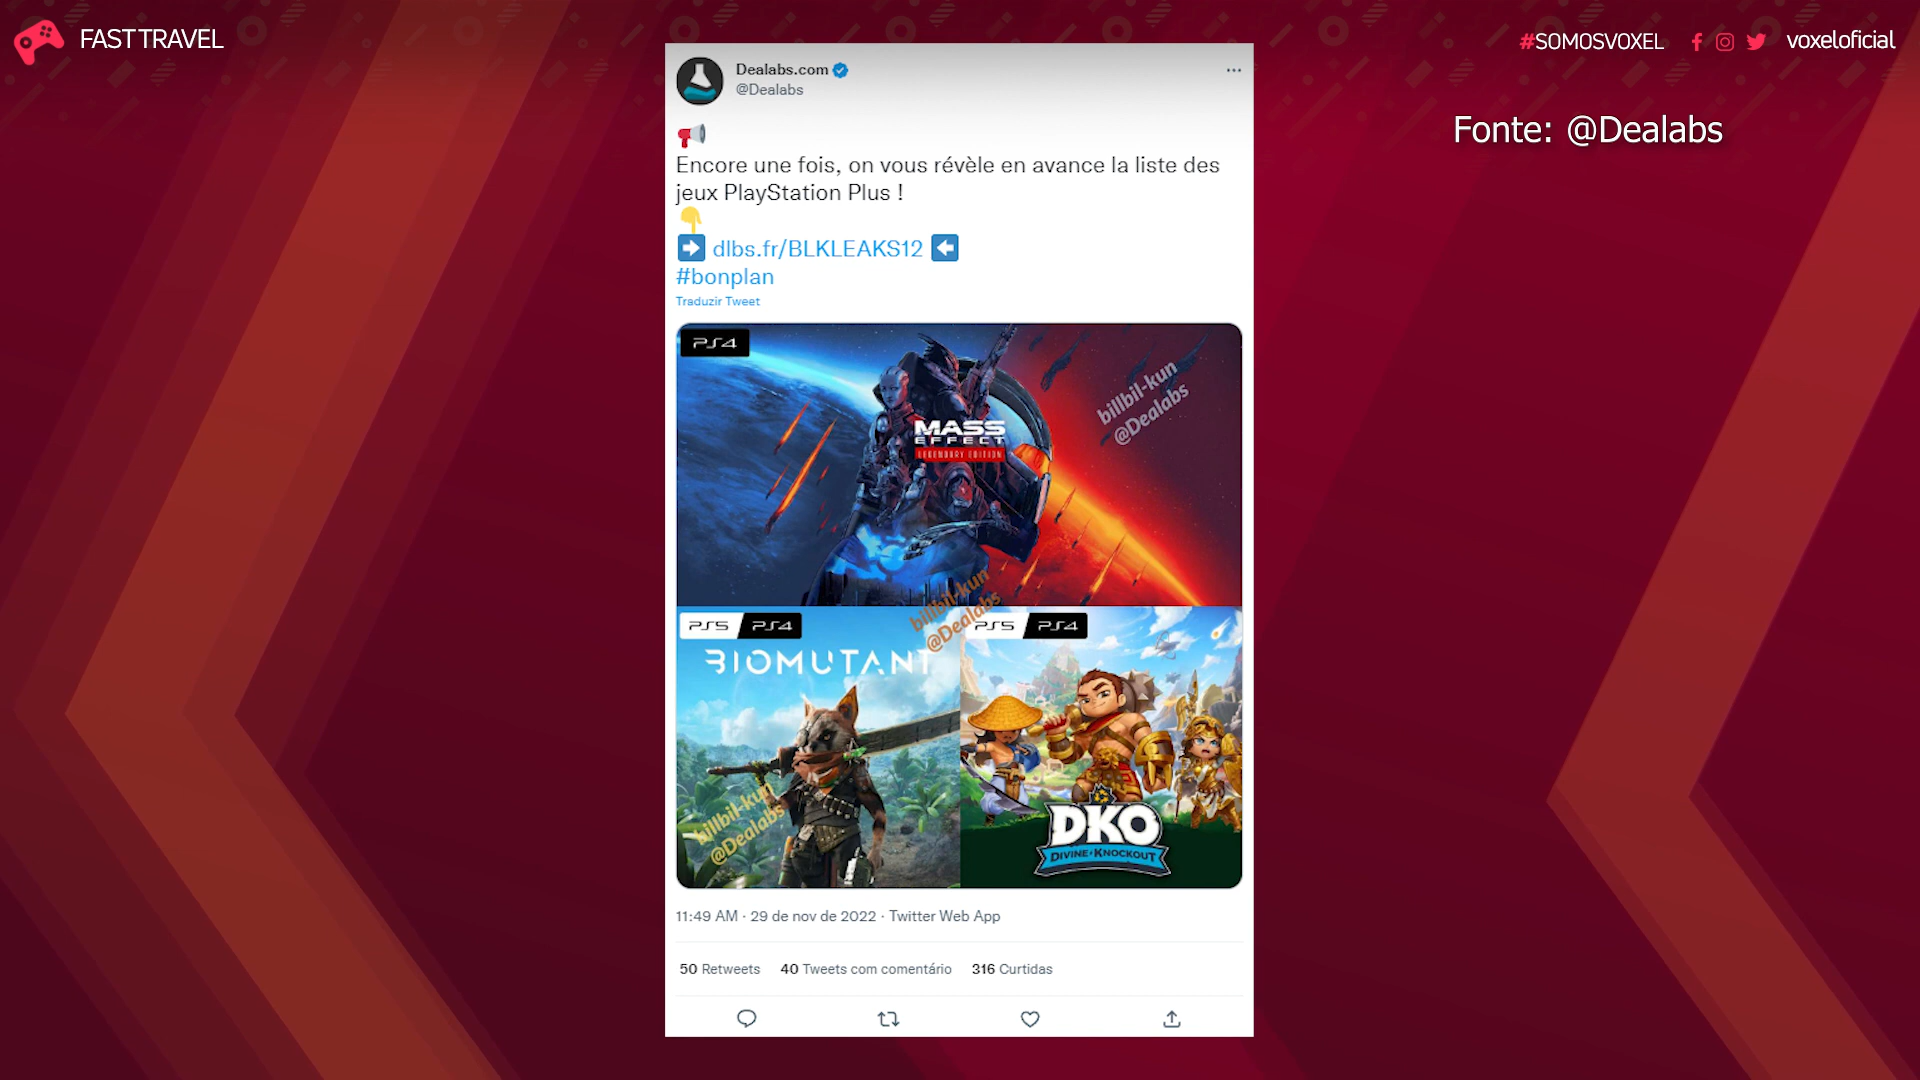 FAST TRAVEL
#SOMOSVOXEL
voxeloficial
Fonte: @Dealabs
Dealabs.com
@Dealabs
Encore une fois, on vous révèle en avance la liste des
jeux PlayStation Plus !
dlbs.fr/BLKLEAKS12
#bonplan
Traduzir Tweet
PS4
billbil-kun
@Dealabs
MASS
EFFECT
LEGENDARY EDITION
billbil-kun
@Dealabs
PS5 PS4
BIOMUTANT
billbil-kun
@Dealabs
PS5 PS4
DKO
DIVINE KNOCKOUT
11:49 AM · 29 de nov de 2022 · Twitter Web App
50 Retweets 40 Tweets com comentário 316 Curtidas